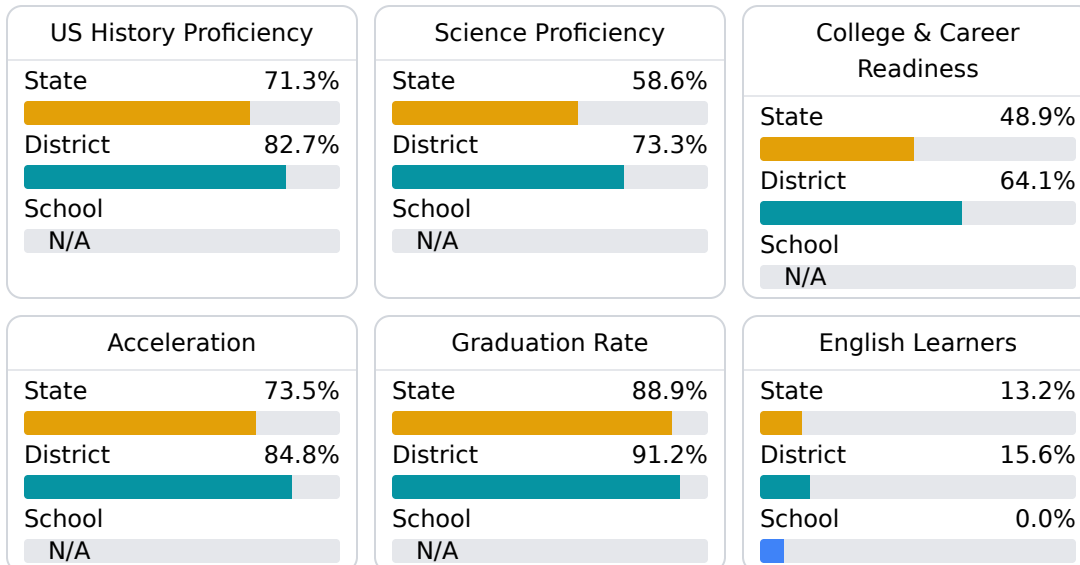 US History Proficiency
State 71.3%
District 82.7%
School
N/A
Science Proficiency
State 58.6%
District 73.3%
School
N/A
College & Career
Readiness
State 48.9%
District 64.1%
School
N/A
Acceleration
State 73.5%
District 84.8%
School
N/A
Graduation Rate
State 88.9%
District 91.2%
School
N/A
English Learners
State 13.2%
District 15.6%
School 0.0%